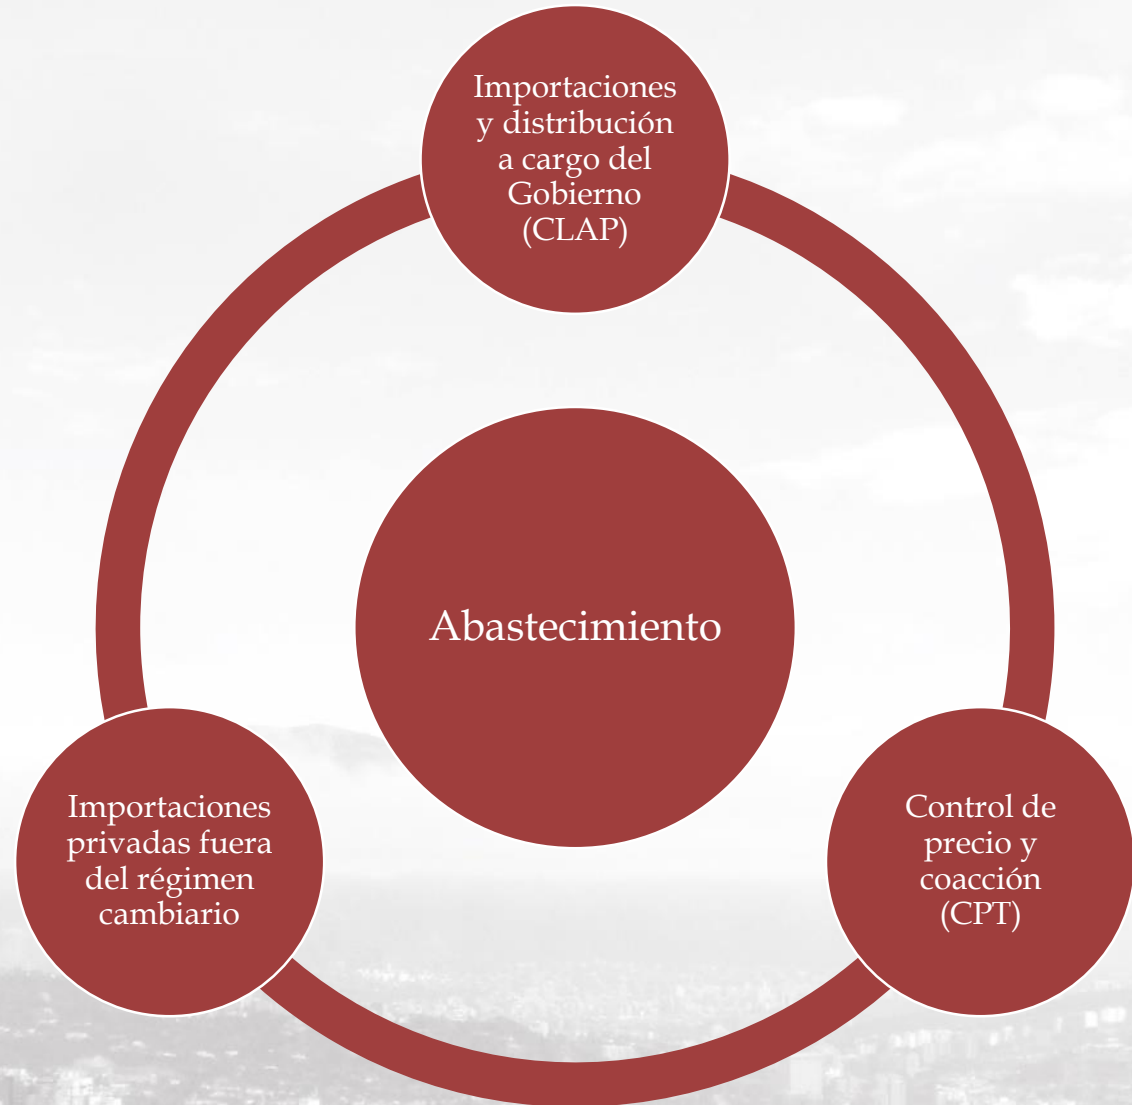 Importaciones
y distribución
a cargo del
Gobierno
(CLAP)
Abastecimiento
Importaciones
privadas fuera
del régimen
cambiario
Control de
precio y
coacción
(CPT)